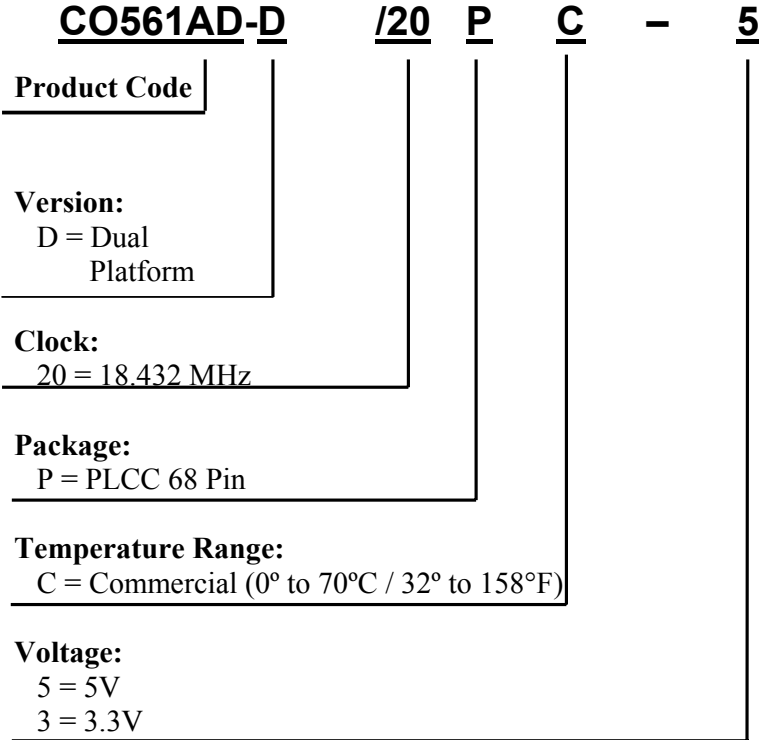 CO561AD-D /20 P C – 5
Product Code
Version:
D = Dual
Platform
Clock:
20 = 18.432 MHz
Package:
P = PLCC 68 Pin
Temperature Range:
C = Commercial (0º to 70ºC / 32º to 158°F)
Voltage:
5 = 5V
3 = 3.3V